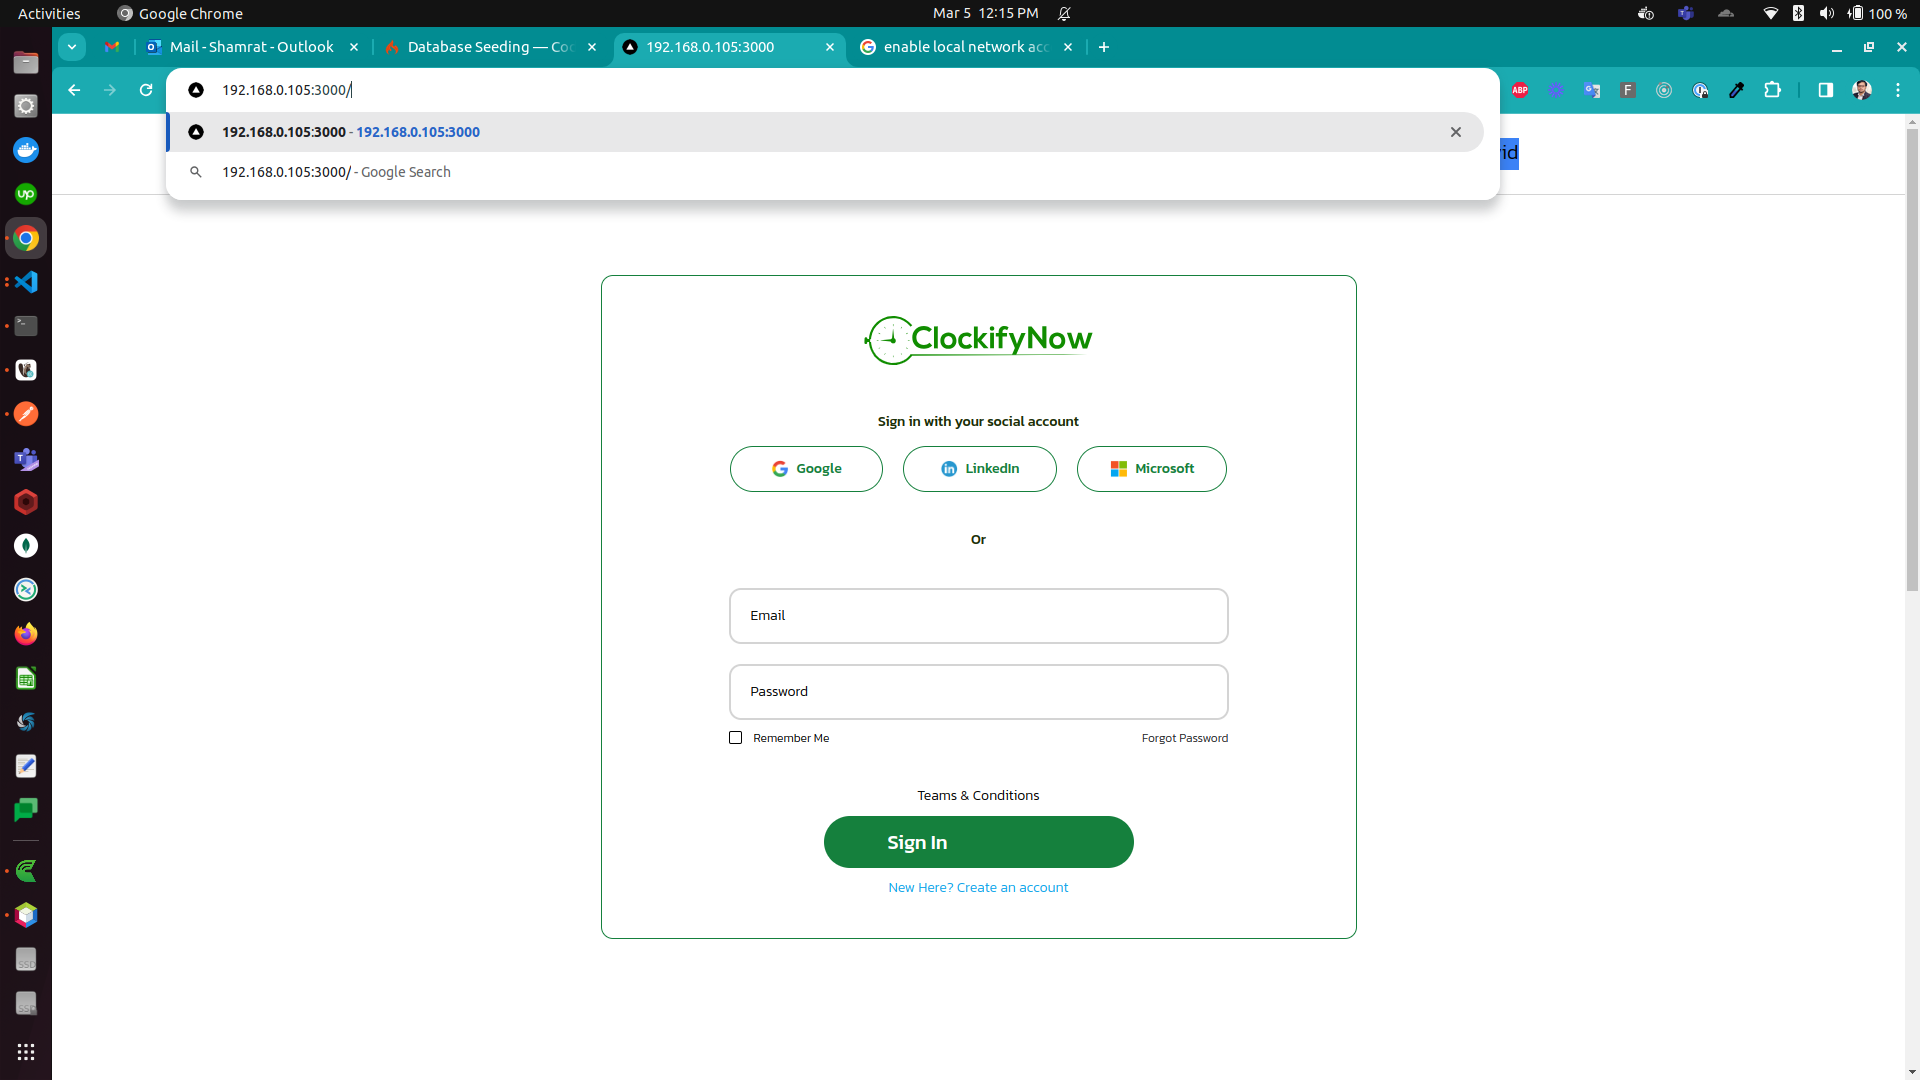 Activities Google Chrome Mar 5 12:15 PM 100 %
Mail - Shamrat - Outlook Database Seeding — Co 192.168.0.105:3000 enable local network acc
192.168.0.105:3000/
192.168.0.105:3000 - 192.168.0.105:3000
192.168.0.105:3000/ - Google Search
ClockifyNow
Sign in with your social account
Google LinkedIn Microsoft
Or
Email
Password
Remember Me Forgot Password
Teams & Conditions
Sign In
New Here? Create an account